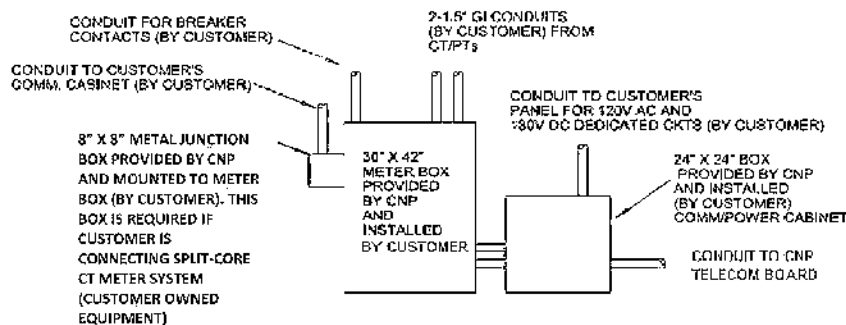 CONDUIT FOR BREAKER
CONTACTS (BY CUSTOMER)
2-1.5" GI CONDUITS
(BY CUSTOMER) FROM
CT/PTs
CONDUIT TO CUSTOMER'S
COMM. CABINET (BY CUSTOMER)
CONDUIT TO CUSTOMER'S
PANEL FOR 120V AC AND
130V DC DEDICATED CKTS (BY CUSTOMER)
8" X 8" METAL JUNCTION
BOX PROVIDED BY CNP
AND MOUNTED TO METER
BOX (BY CUSTOMER). THIS
BOX IS REQUIRED IF
CUSTOMER IS
CONNECTING SPLIT-CORE
CT METER SYSTEM
(CUSTOMER OWNED
EQUIPMENT)
30" X 42"
METER BOX
PROVIDED
BY CNP
AND
INSTALLED
BY CUSTOMER
24" X 24" BOX
PROVIDED BY CNP
AND INSTALLED
(BY CUSTOMER)
COMM/POWER CABINET
CONDUIT TO CNP
TELECOM BOARD